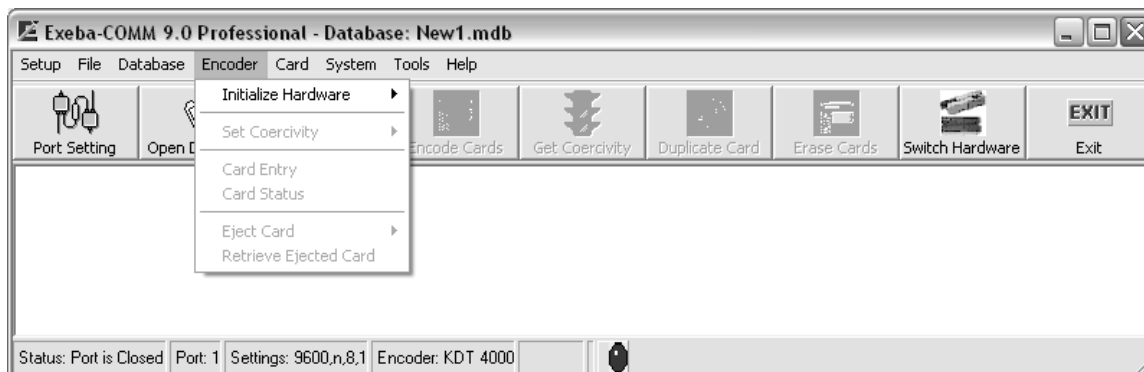 Exeba-COMM 9.0 Professional - Database: New1.mdb
Setup File Database Encoder Card System Tools Help
Initialize Hardware
Set Coercivity
Card Entry
Card Status
Eject Card
Retrieve Ejected Card
EXIT
Port Setting Open D Encode Cards Get Coercivity Duplicate Card Erase Cards Switch Hardware Exit
Status: Port is Closed Port: 1 Settings: 9600,n,8,1 Encoder: KDT 4000